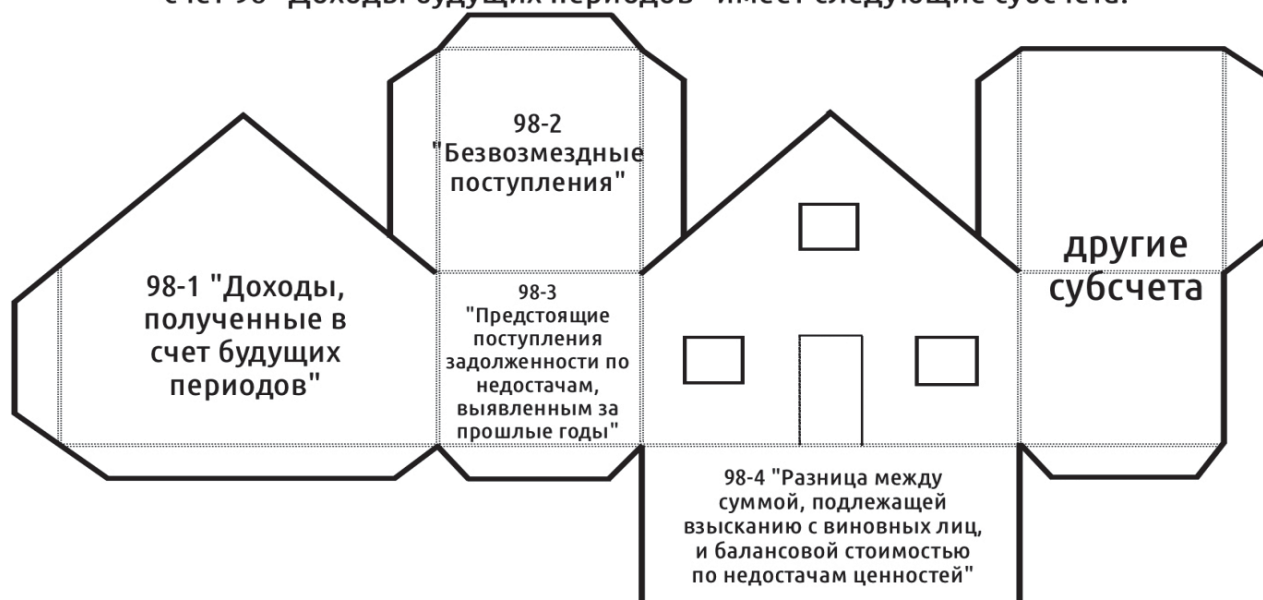 счет 98 "Доходы будущих периодов" имеет следующие субсчета:
98-2
"Безвозмездные
поступления"
98-1 "Доходы,
полученные в
счет будущих
периодов"
98-3
"Предстоящие
поступления
задолженности по
недостачам,
выявленным за
прошлые годы"
другие
субсчета
98-4 "Разница между
суммой, подлежащей
взысканию с виновных лиц,
и балансовой стоимостью
по недостачам ценностей"